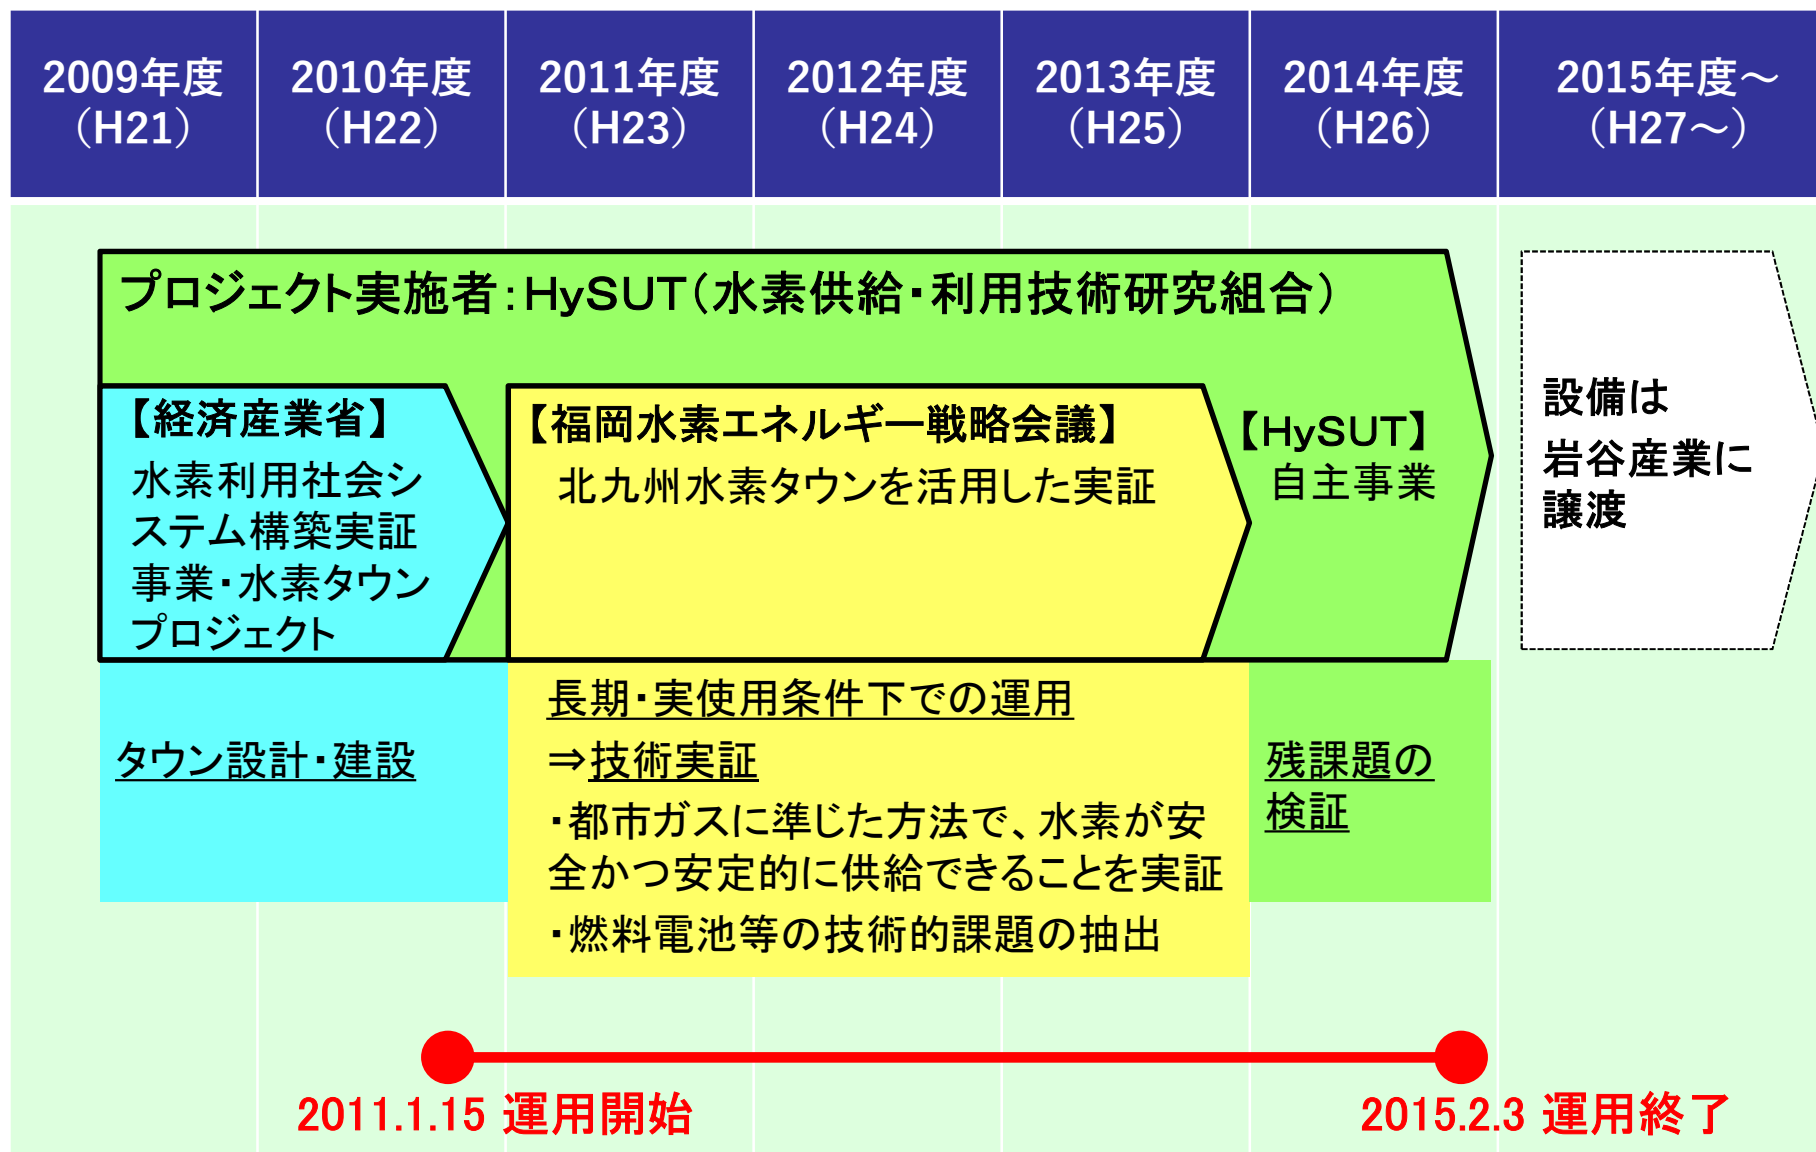 2009年度
（H21）
2010年度
（H22）
2011年度
（H23）
2012年度
（H24）
2013年度
（H25）
2014年度
（H26）
2015年度～
（H27～）
プロジェクト実施者：HySUT（水素供給・利用技術研究組合）
【経済産業省】
水素利用社会シ
ステム構築実証
事業・水素タウン
プロジェクト
【福岡水素エネルギー戦略会議】
北九州水素タウンを活用した実証
【HySUT】
自主事業
設備は
岩谷産業に
譲渡
タウン設計・建設
長期・実使用条件下での運用
⇒技術実証
・都市ガスに準じた方法で、水素が安
全かつ安定的に供給できることを実証
・燃料電池等の技術的課題の抽出
残課題の
検証
2011.1.15 運用開始
2015.2.3 運用終了